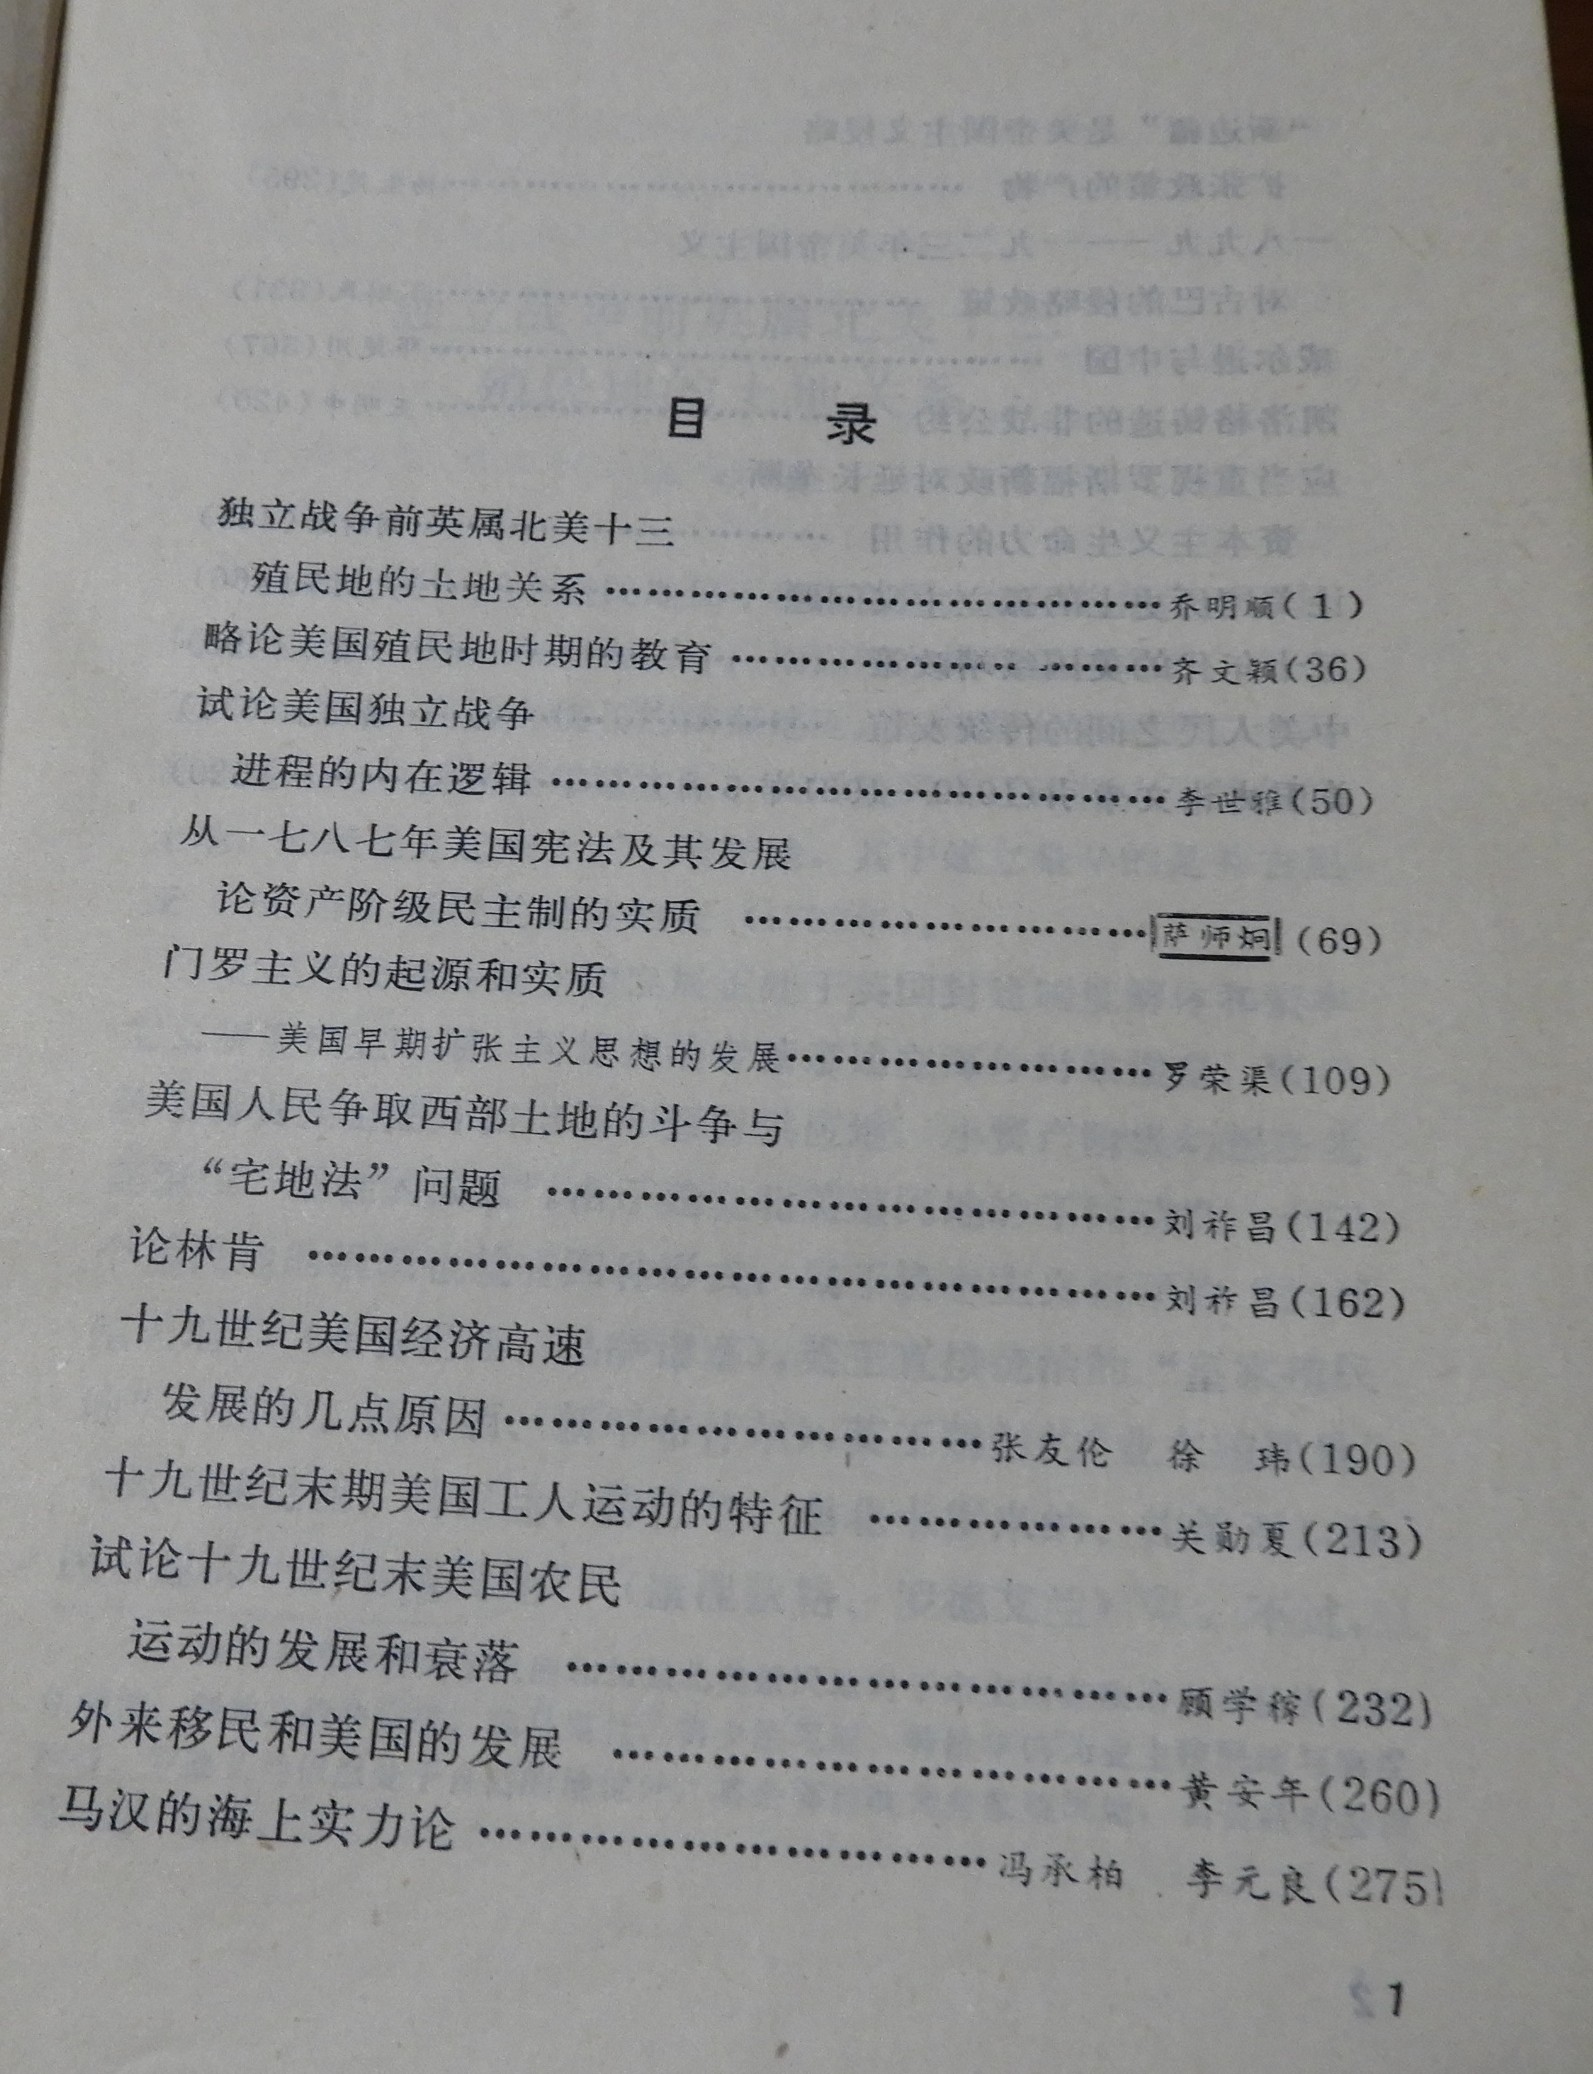 目 录
独立战争前英属北美十三
殖民地的土地关系 …………………………………… 乔明顺(1)
略论美国殖民地时期的教育 …………………………… 齐文颖(36)
试论美国独立战争
进程的内在逻辑 …………………………………… 李世雅(50)
从一七八七年美国宪法及其发展
论资产阶级民主制的实质 ………………………… 萨师炯 (69)
门罗主义的起源和实质
——美国早期扩张主义思想的发展 ……………………… 罗荣渠(109)
美国人民争取西部土地的斗争与
“宅地法”问题 …………………………………… 刘祚昌(142)
论林肯 ………………………………………………… 刘祚昌(162)
十九世纪美国经济高速
发展的几点原因 ………………………… 张友伦 徐 玮(190)
十九世纪末期美国工人运动的特征 ………………… 关勋夏(213)
试论十九世纪末美国农民
运动的发展和衰落 ………………………………… 顾学稼(232)
外来移民和美国的发展 ……………………………… 黄安年(260)
马汉的海上实力论 ………………………… 冯承柏 李元良(275)
1